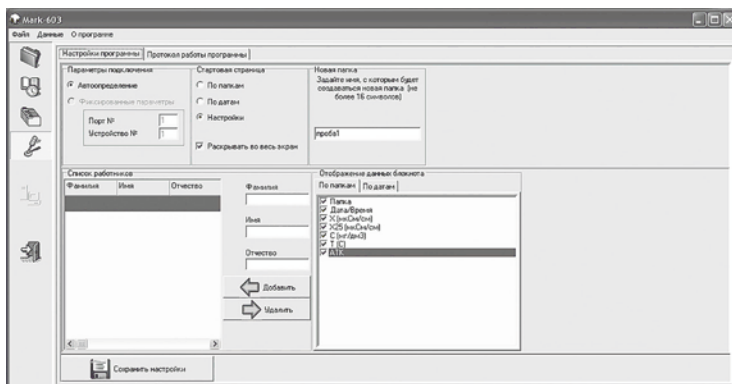 Mark-603
Файл Данные О программе
Настройки программы Протокол работы программы
Параметры подключения
Автоопределение
Фиксированные параметры
Порт № 1
Устройство № 1
Стартовая страница
По папкам
По датам
Настройки
Раскрывать во весь экран
Новая папка
Задайте имя, с которым будет
создаваться новая папка (не
более 16 символов)
проба1
Список работников
Фамилия Имя Отчество
Фамилия
Имя
Отчество
Добавить
Удалить
Отображение данных блокнота
По папкам По датам
Папка
Дата/Время
X (мкСм/см)
X25 (мкСм/см)
C (мг/дм3)
T (C)
АТК
Сохранить настройки